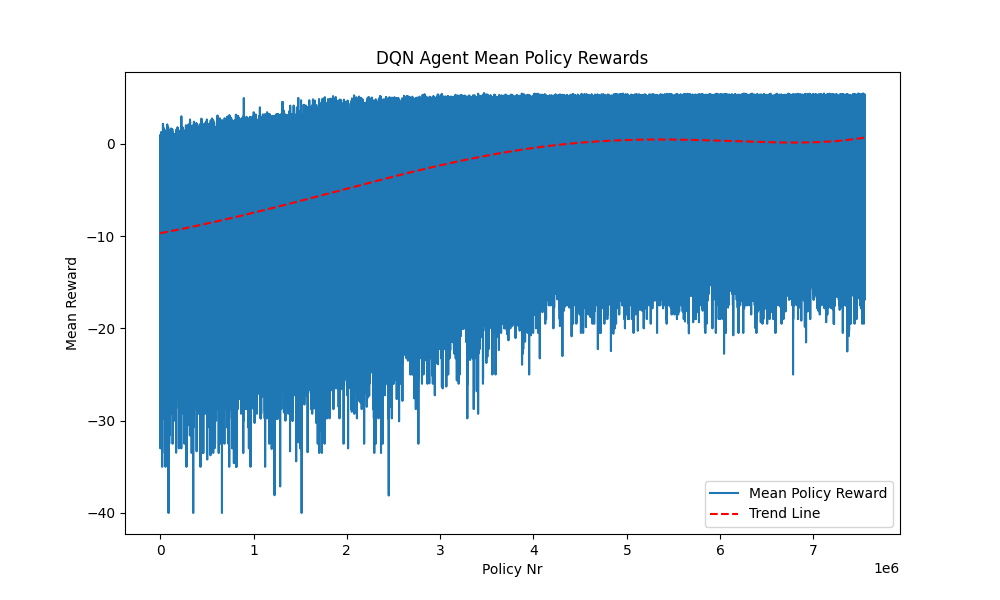 DQN Agent Mean Policy Rewards
Mean Reward
0
−10
−20
−30
−40
0 1 2 3 4 5 6 7
1e6
Policy Nr
Mean Policy Reward
Trend Line